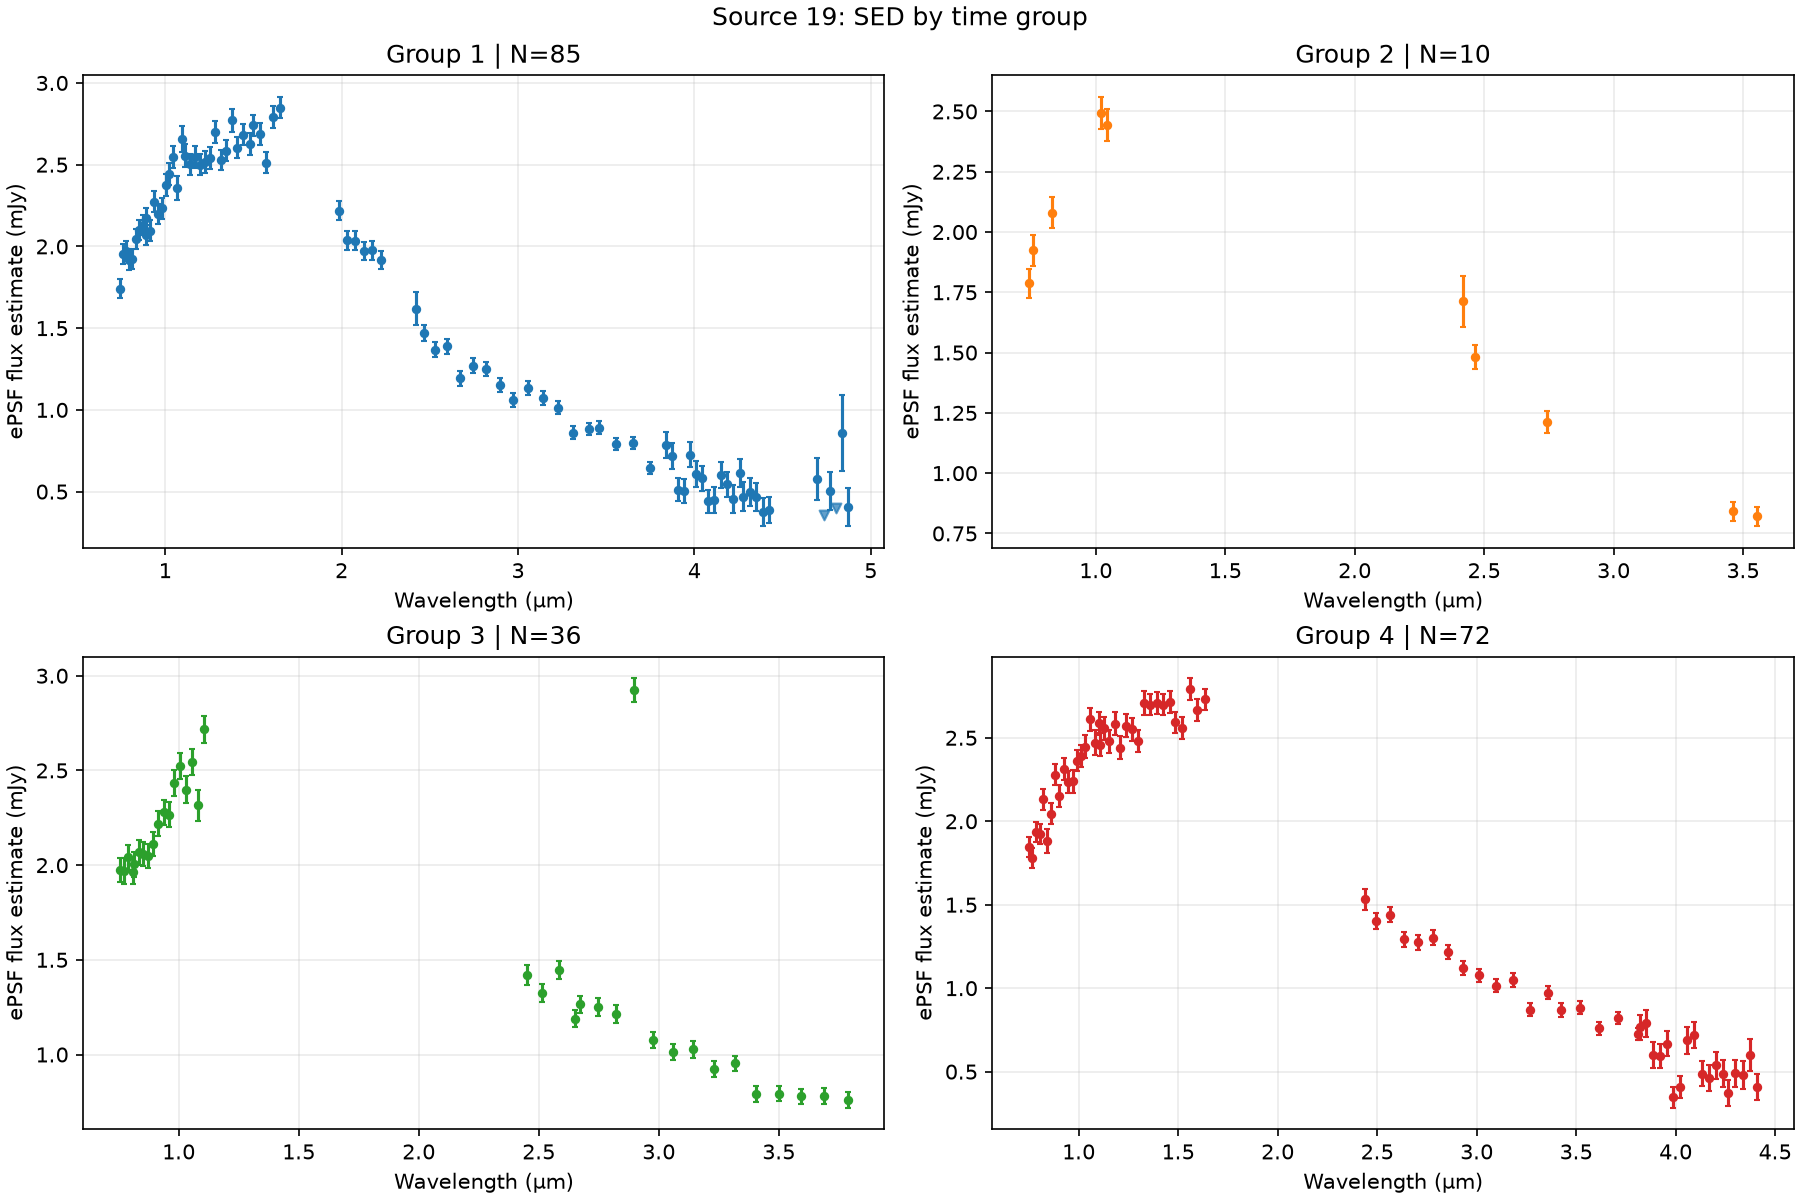 Source 19: SED by time group
Group 1 | N=85
3.0
2.5
2.0
1.5
1.0
0.5
ePSF flux estimate (mJy)
1 2 3 4 5
Wavelength (µm)
Group 2 | N=10
2.50
2.25
2.00
1.75
1.50
1.25
1.00
0.75
ePSF flux estimate (mJy)
1.0 1.5 2.0 2.5 3.0 3.5
Wavelength (µm)
Group 3 | N=36
3.0
2.5
2.0
1.5
1.0
ePSF flux estimate (mJy)
1.0 1.5 2.0 2.5 3.0 3.5
Wavelength (µm)
Group 4 | N=72
2.5
2.0
1.5
1.0
0.5
ePSF flux estimate (mJy)
1.0 1.5 2.0 2.5 3.0 3.5 4.0 4.5
Wavelength (µm)